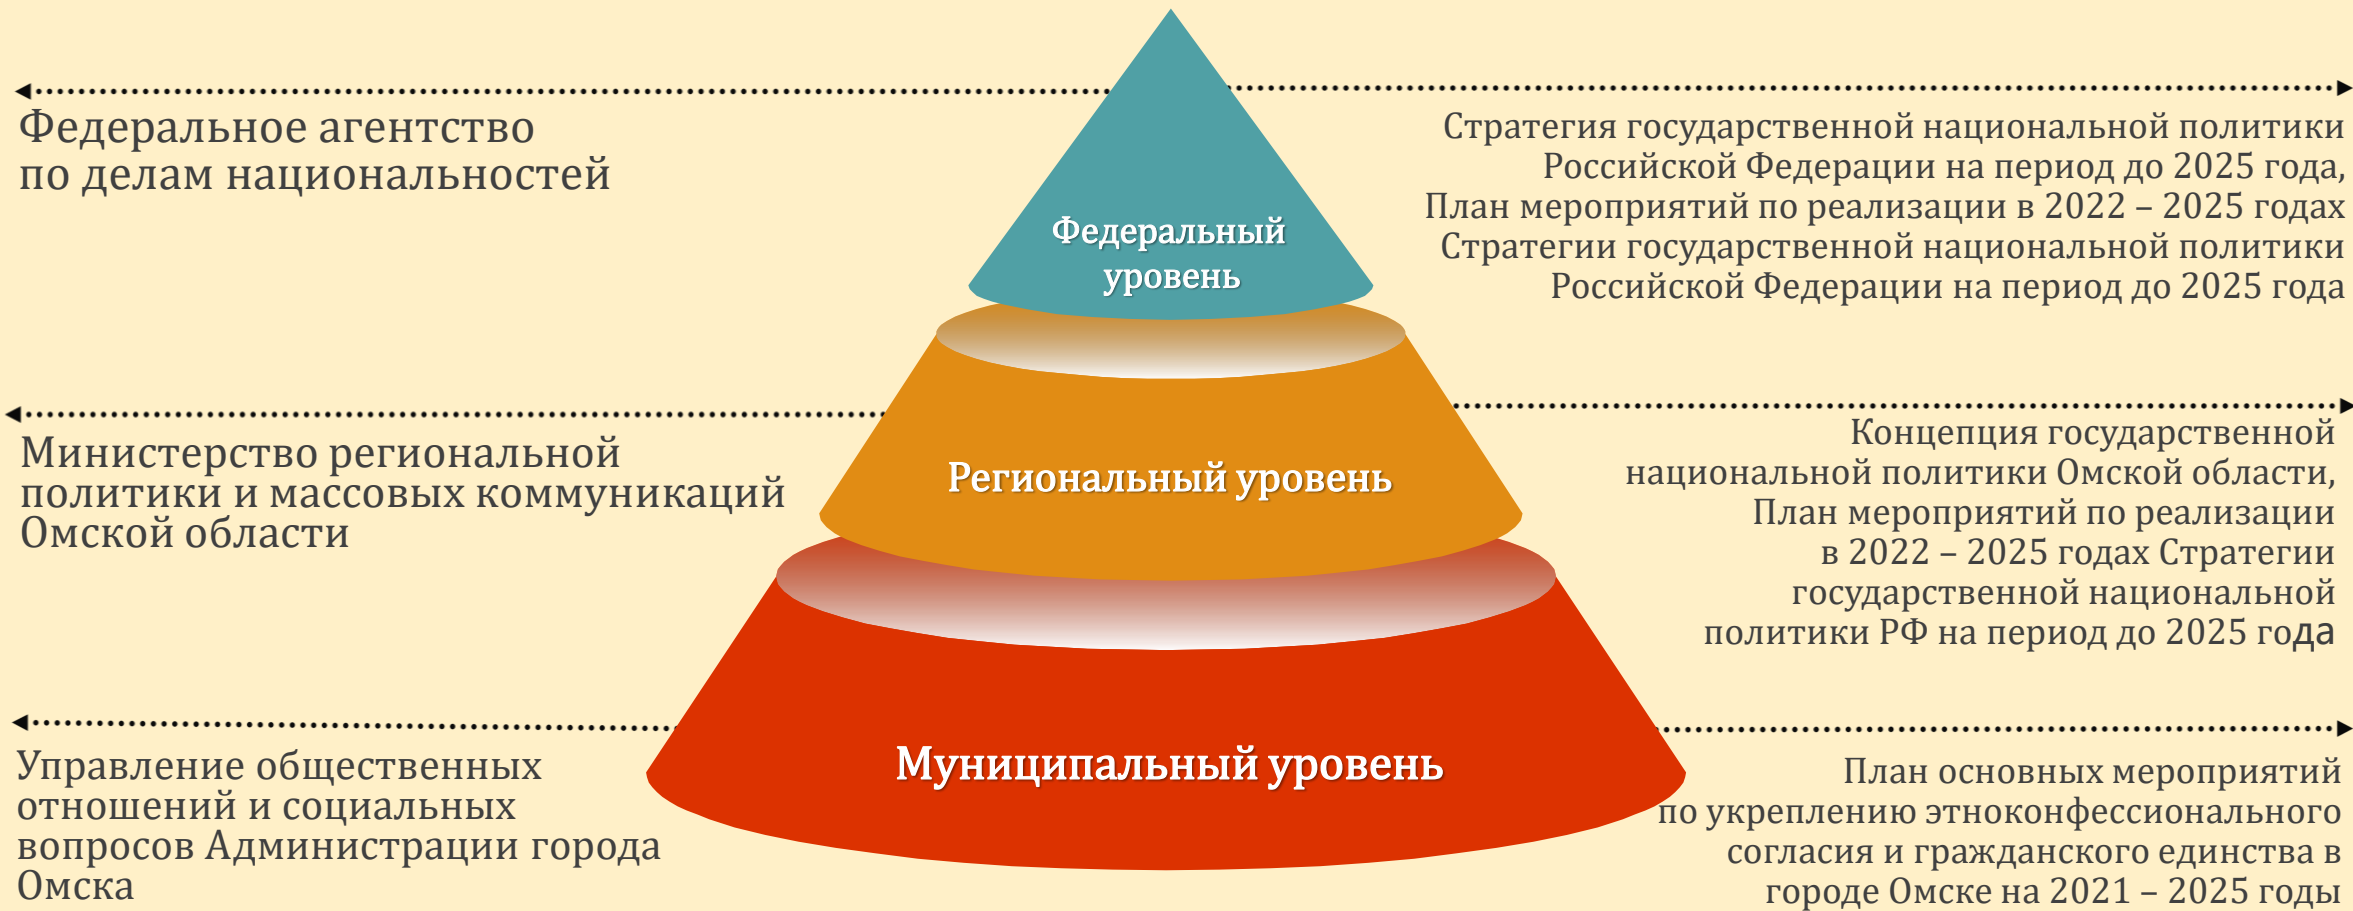 Федеральное агентство
по делам национальностей
Федеральный
уровень
Стратегия государственной национальной политики
Российской Федерации на период до 2025 года,
План мероприятий по реализации в 2022 – 2025 годах
Стратегии государственной национальной политики
Российской Федерации на период до 2025 года
Министерство региональной
политики и массовых коммуникаций
Омской области
Региональный уровень
Концепция государственной
национальной политики Омской области,
План мероприятий по реализации
в 2022 – 2025 годах Стратегии
государственной национальной
политики РФ на период до 2025 года
Управление общественных
отношений и социальных
вопросов Администрации города
Омска
Муниципальный уровень
План основных мероприятий
по укреплению этноконфессионального
согласия и гражданского единства в
городе Омске на 2021 – 2025 годы